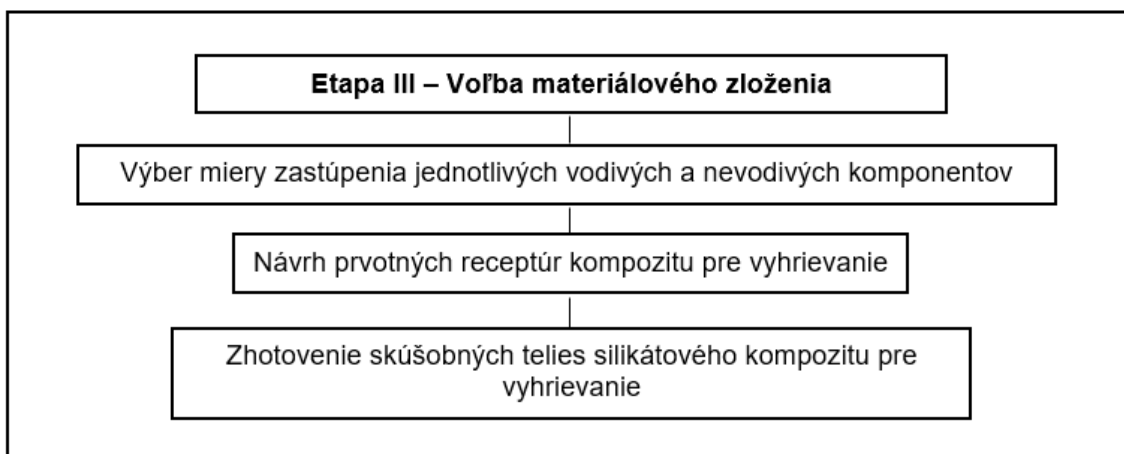 Etapa III – Voľba materiálového zloženia
Výber miery zastúpenia jednotlivých vodivých a nevodivých komponentov
Návrh prvotných receptúr kompozitu pre vyhrievanie
Zhotovenie skúšobných telies silikátového kompozitu pre
vyhrievanie